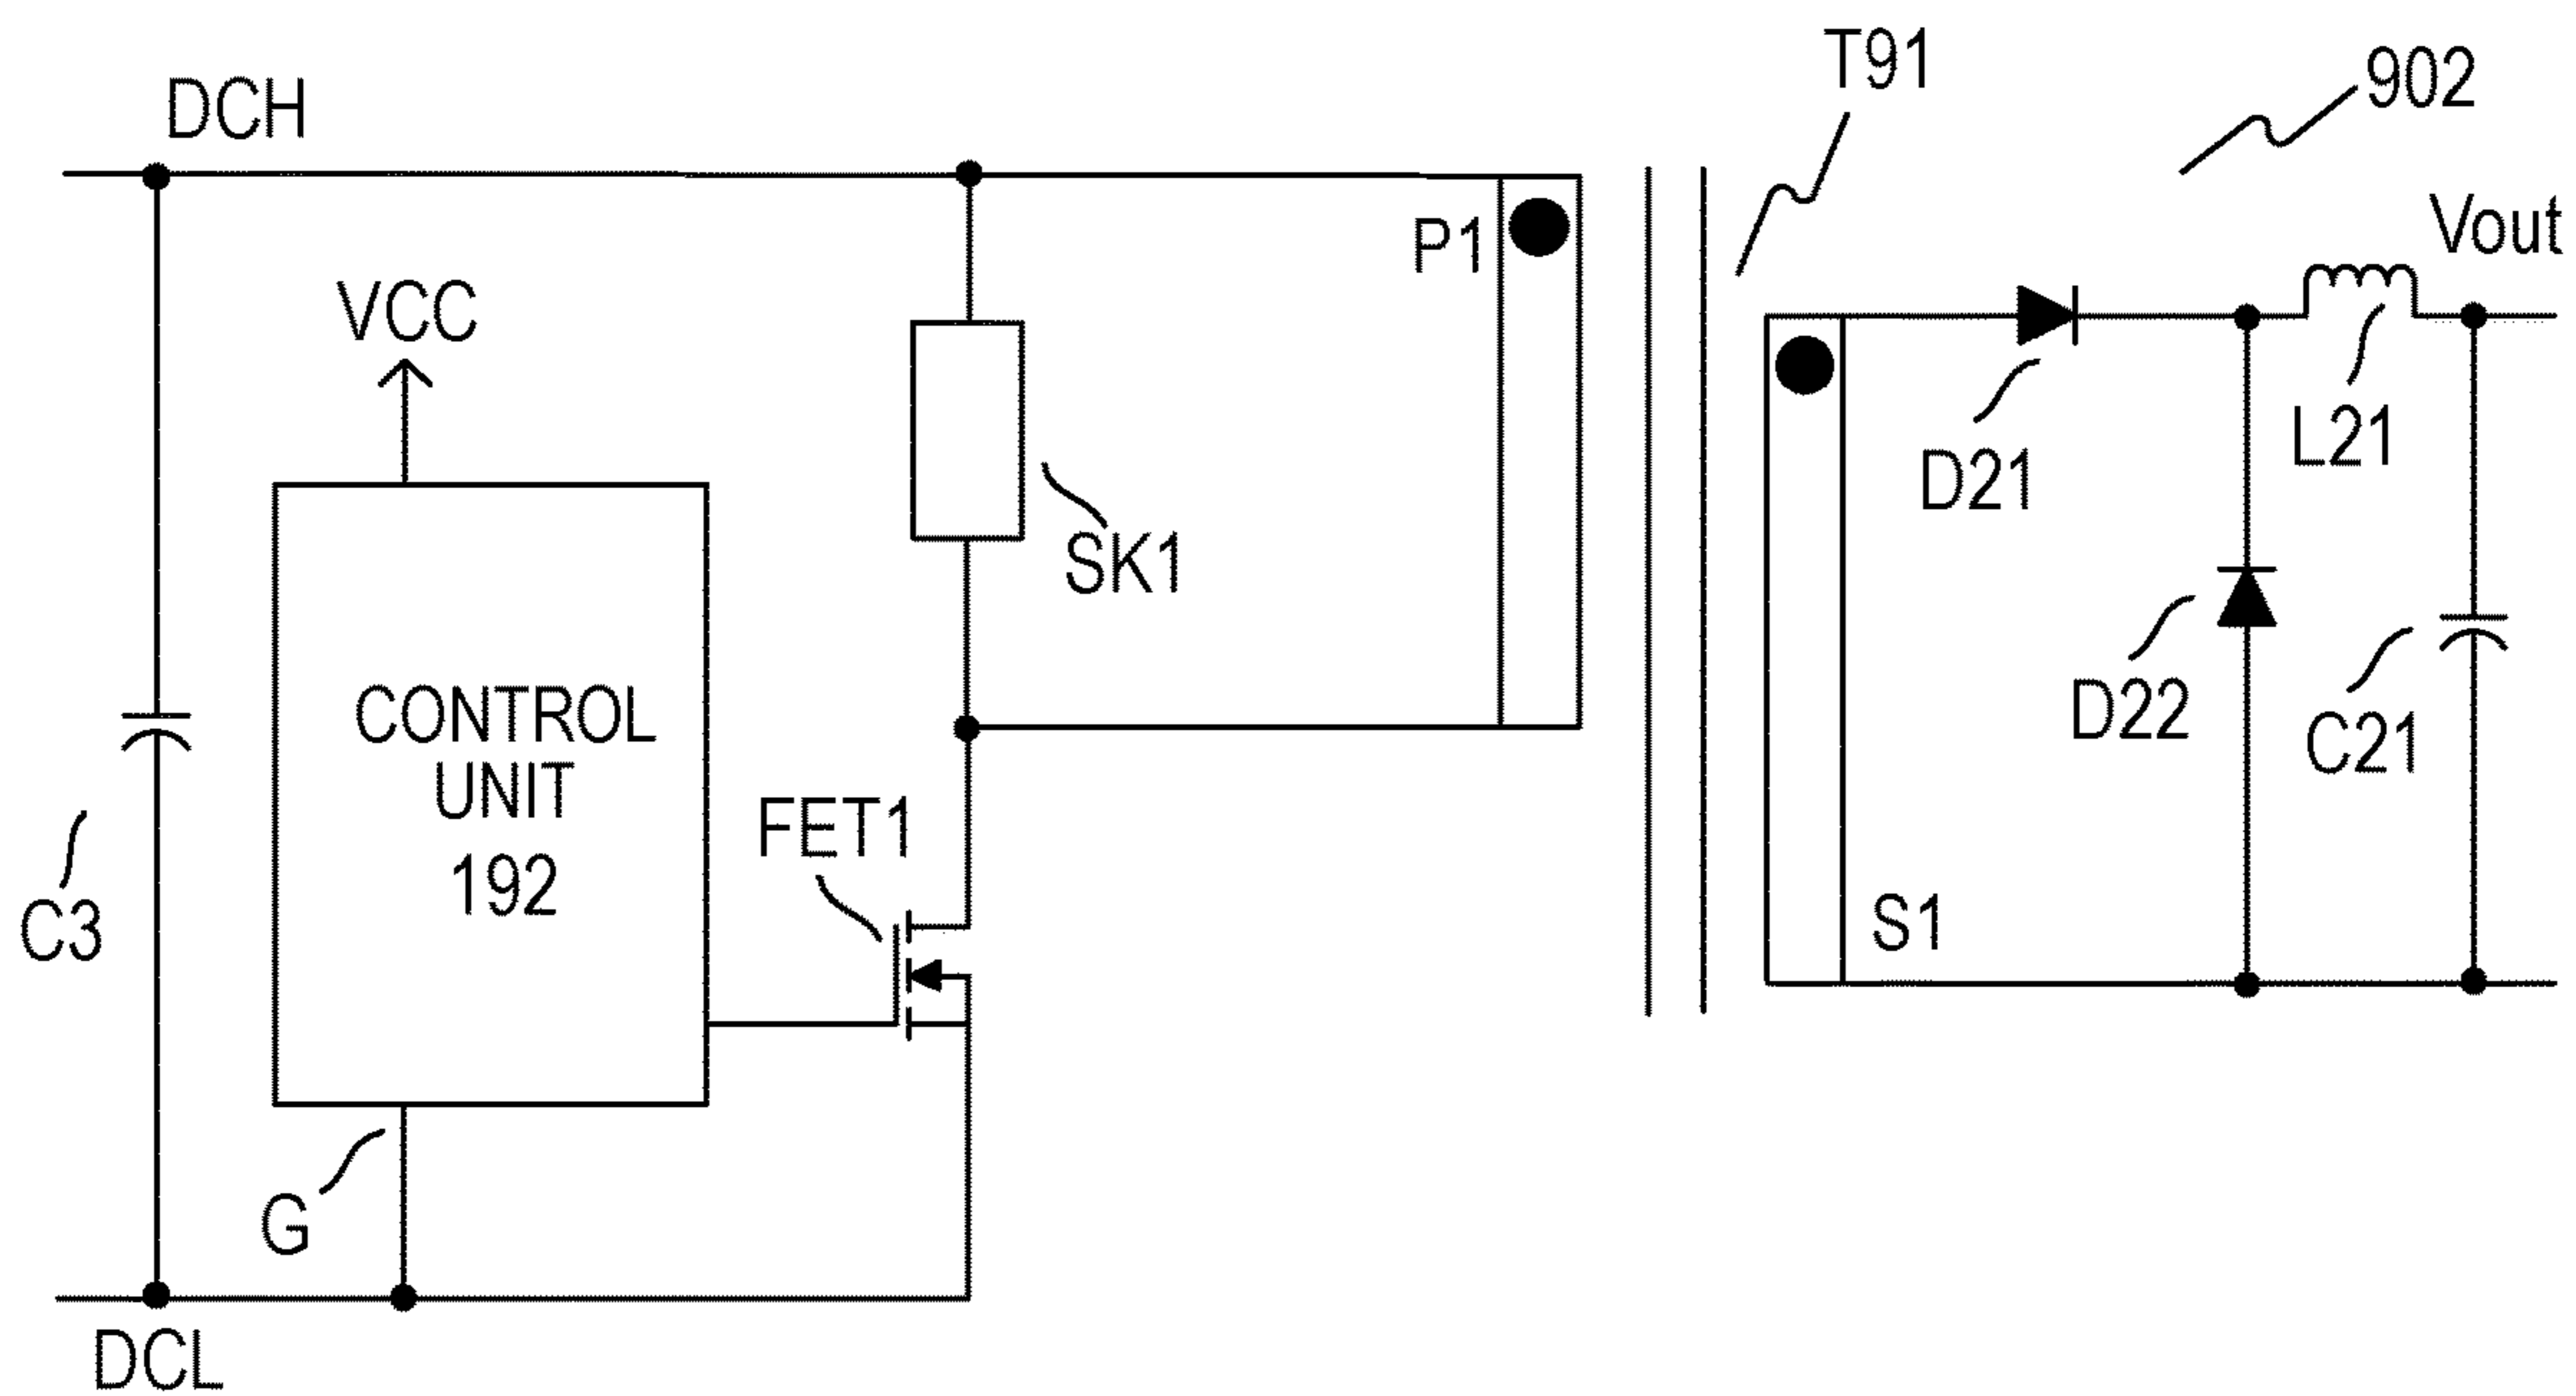 T91
902
DCH
Vout
P1
VCC
L21
D21
SK1
CONTROL
UNIT
192
D22
C21
FET1
C3
S1
G
DCL